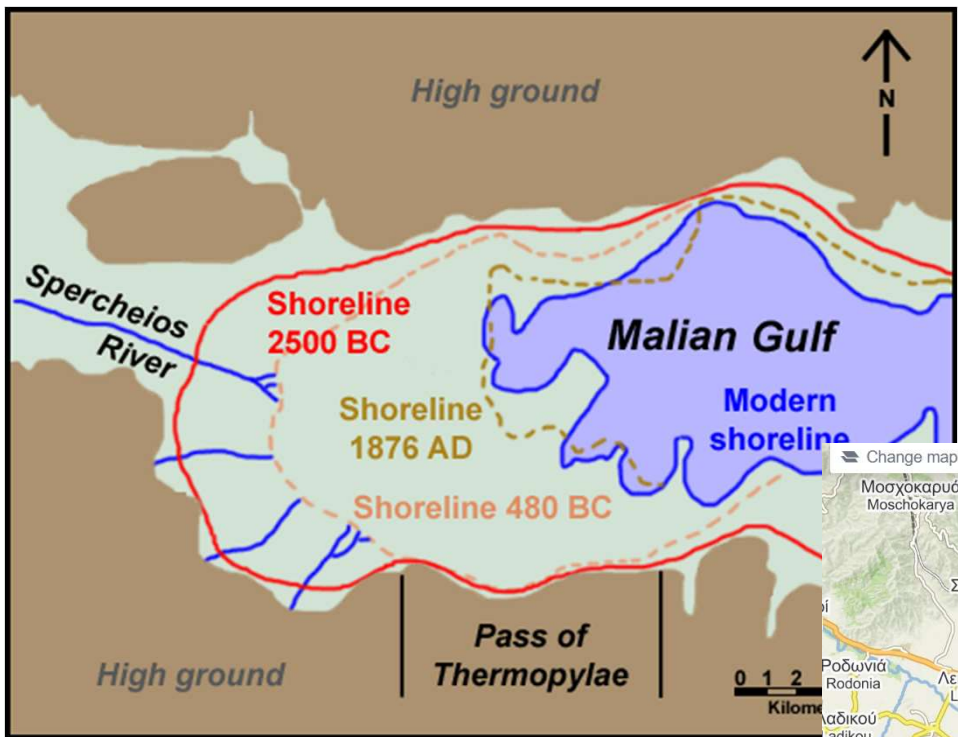 High ground
N
Spercheios
River
Shoreline
2500 BC
Malian Gulf
Shoreline
1876 AD
Modern
shoreline
Shoreline 480 BC
Pass of
Thermopylae
High ground
0 1 2
Change map
Μοσχοκαρυά
Moschokarya
Ροδωνιά
Rodonia